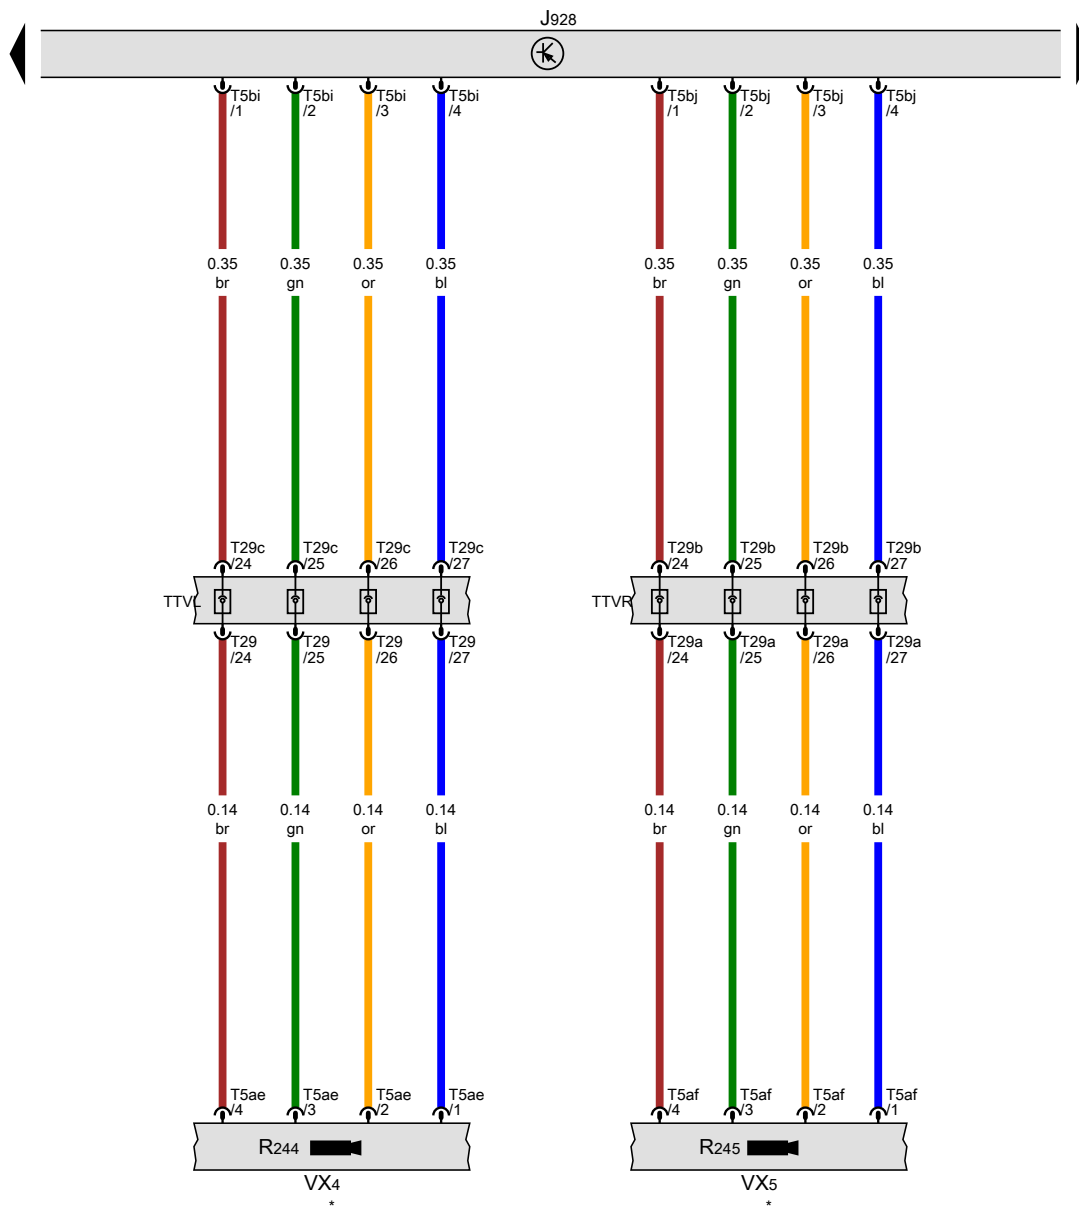 J928
T5bi T5bi T5bi T5bi T5bj T5bj T5bj T5bj
/1 /2 /3 /4 /1 /2 /3 /4
0.35 0.35 0.35 0.35 0.35 0.35 0.35 0.35
br gn or bl br gn or bl
T29c T29c T29c T29c T29b T29b T29b T29b
/24 /25 /26 /27 /24 /25 /26 /27
TTVL TTVR
T29 T29 T29 T29 T29a T29a T29a T29a
/24 /25 /26 /27 /24 /25 /26 /27
0.14 0.14 0.14 0.14 0.14 0.14 0.14 0.14
br gn or bl br gn or bl
T5ae T5ae T5ae T5ae T5af T5af T5af T5af
/4 /3 /2 /1 /4 /3 /2 /1
R244 R245
VX4 VX5
* *